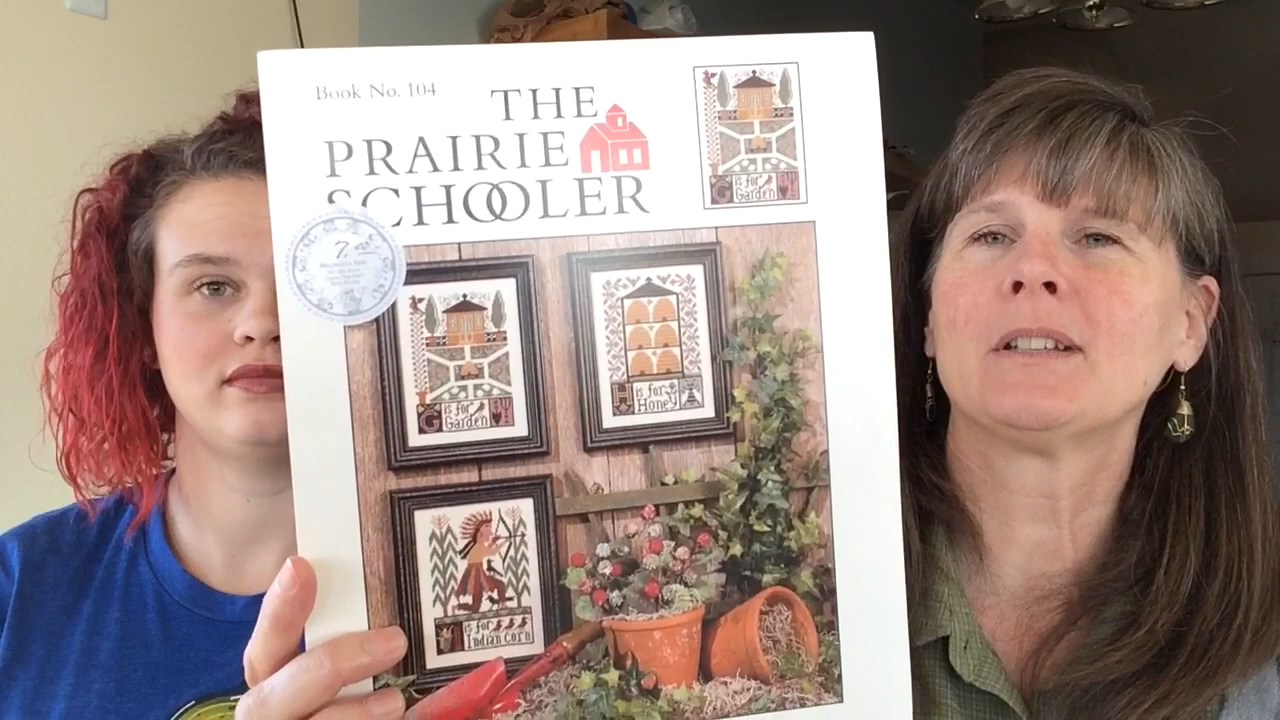 Book No. 104
THE
PRAIRIE
SCHOOLER
G is for
Garden
7.
G is for
Garden
H is for
Honey
I is for
Indian Corn